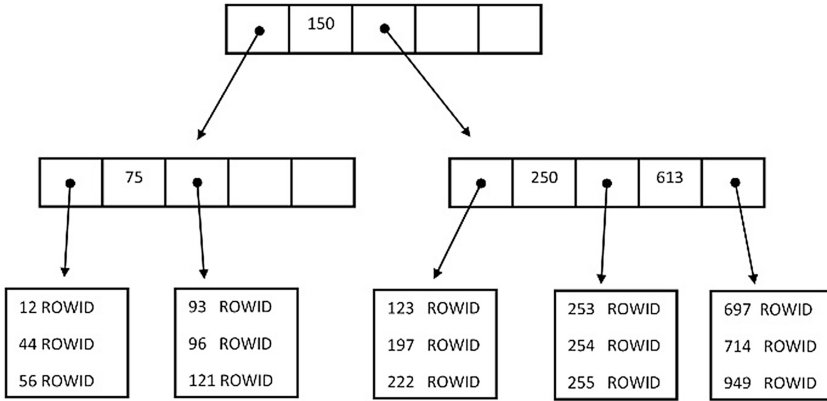 150
75
250 613
12 ROWID
44 ROWID
56 ROWID
93 ROWID
96 ROWID
121 ROWID
123 ROWID
197 ROWID
222 ROWID
253 ROWID
254 ROWID
255 ROWID
697 ROWID
714 ROWID
949 ROWID